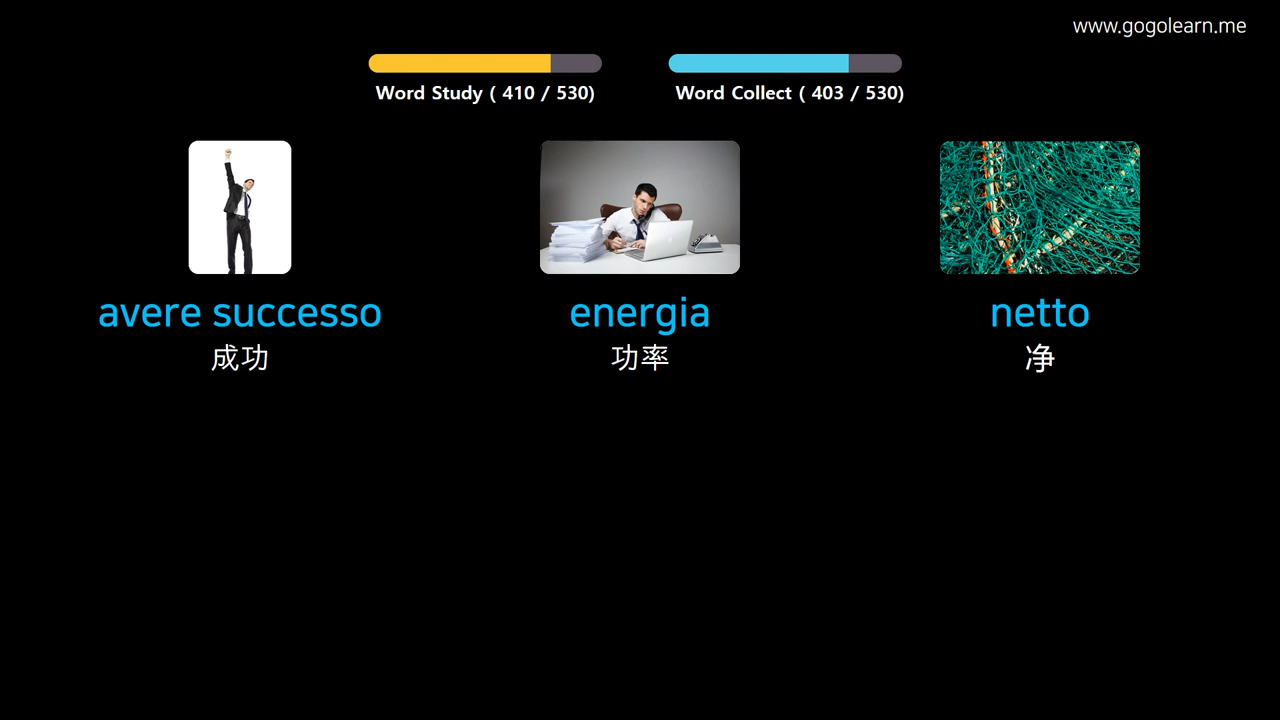 www.gogolearn.me
Word Study ( 410 / 530)
Word Collect ( 403 / 530)
avere successo
成功
energia
功率
netto
净